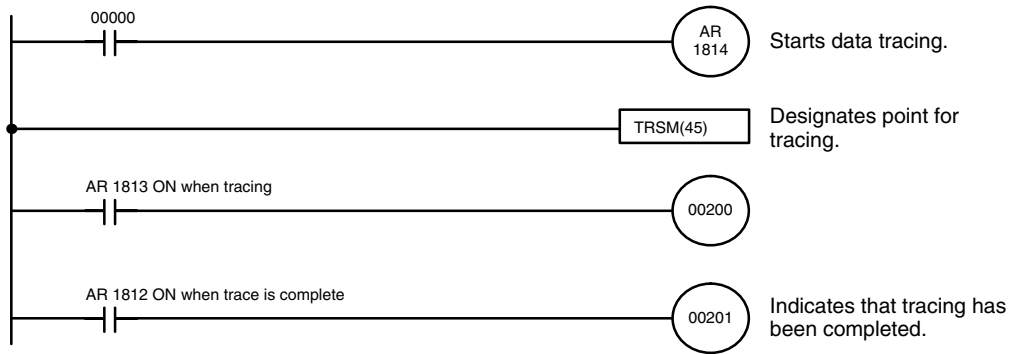 00000
AR
1814
Starts data tracing.
TRSM(45)
Designates point for
tracing.
AR 1813 ON when tracing
00200
AR 1812 ON when trace is complete
00201
Indicates that tracing has
been completed.